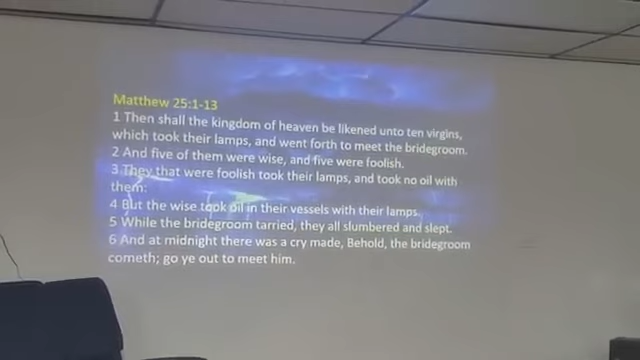 Matthew 25:1-13
1 Then shall the kingdom of heaven be likened unto ten virgins,
which took their lamps, and went forth to meet the bridegroom.
2 And five of them were wise, and five were foolish.
3 They that were foolish took their lamps, and took no oil with
them:
4 But the wise took oil in their vessels with their lamps.
5 While the bridegroom tarried, they all slumbered and slept.
6 And at midnight there was a cry made, Behold, the bridegroom
cometh; go ye out to meet him.